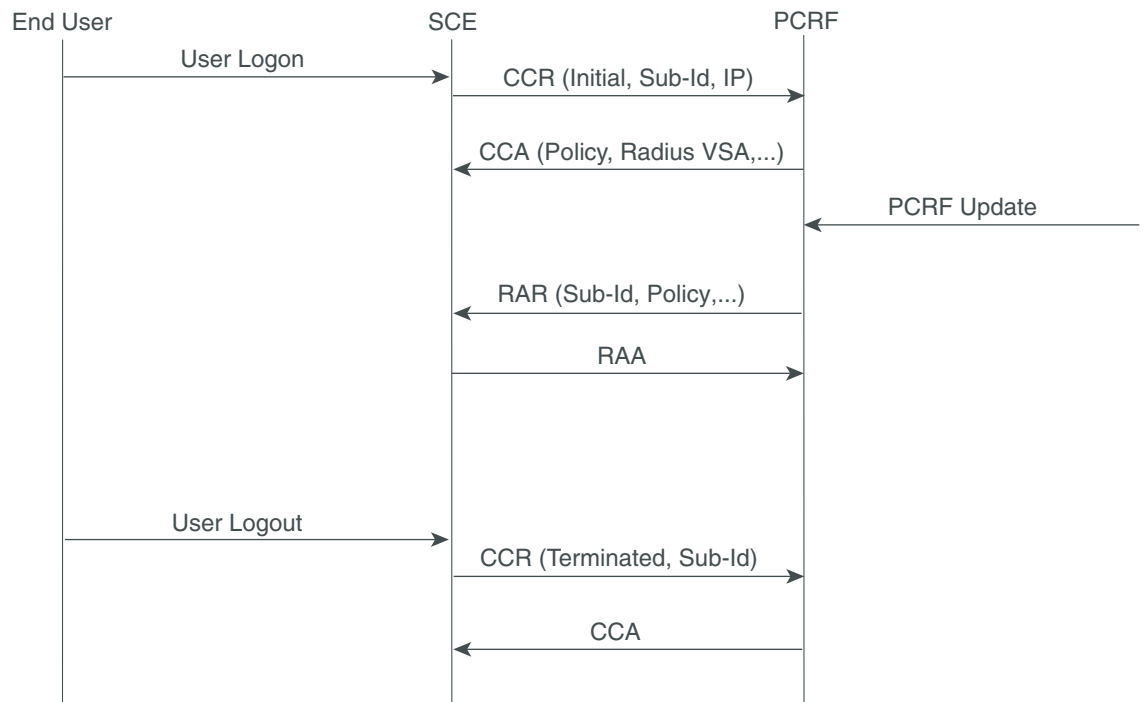 End User
SCE
PCRF
User Logon
CCR (Initial, Sub-Id, IP)
CCA (Policy, Radius VSA,...)
PCRF Update
RAR (Sub-Id, Policy,...)
RAA
User Logout
CCR (Terminated, Sub-Id)
CCA